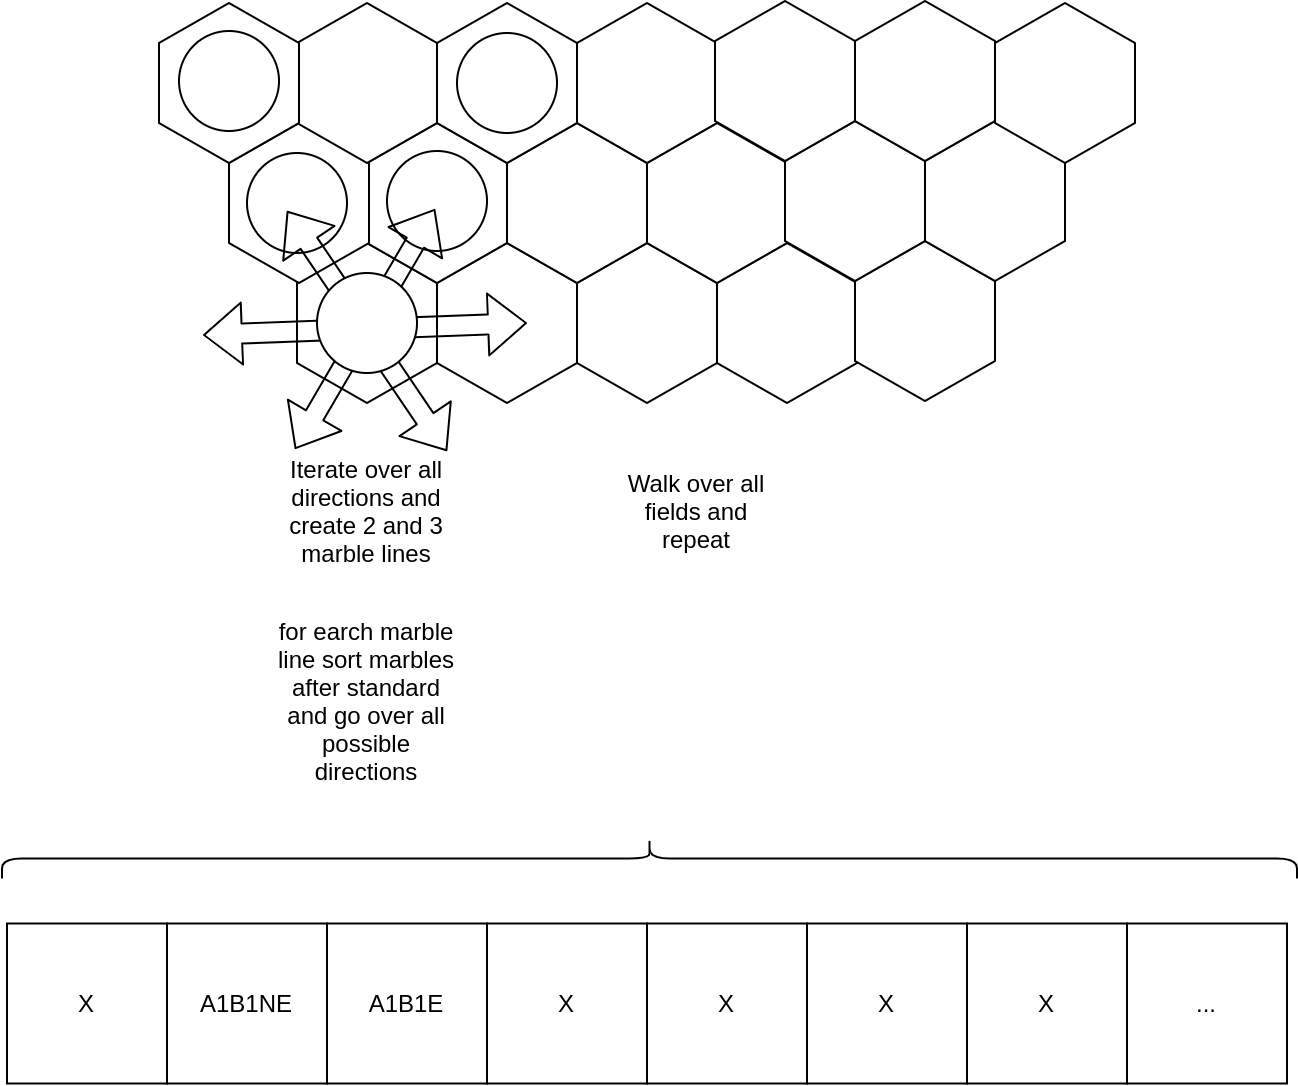 Iterate over all
directions and
create 2 and 3
marble lines
Walk over all
fields and
repeat
for earch marble
line sort marbles
after standard
and go over all
possible
directions
X A1B1NE A1B1E X X X X ...